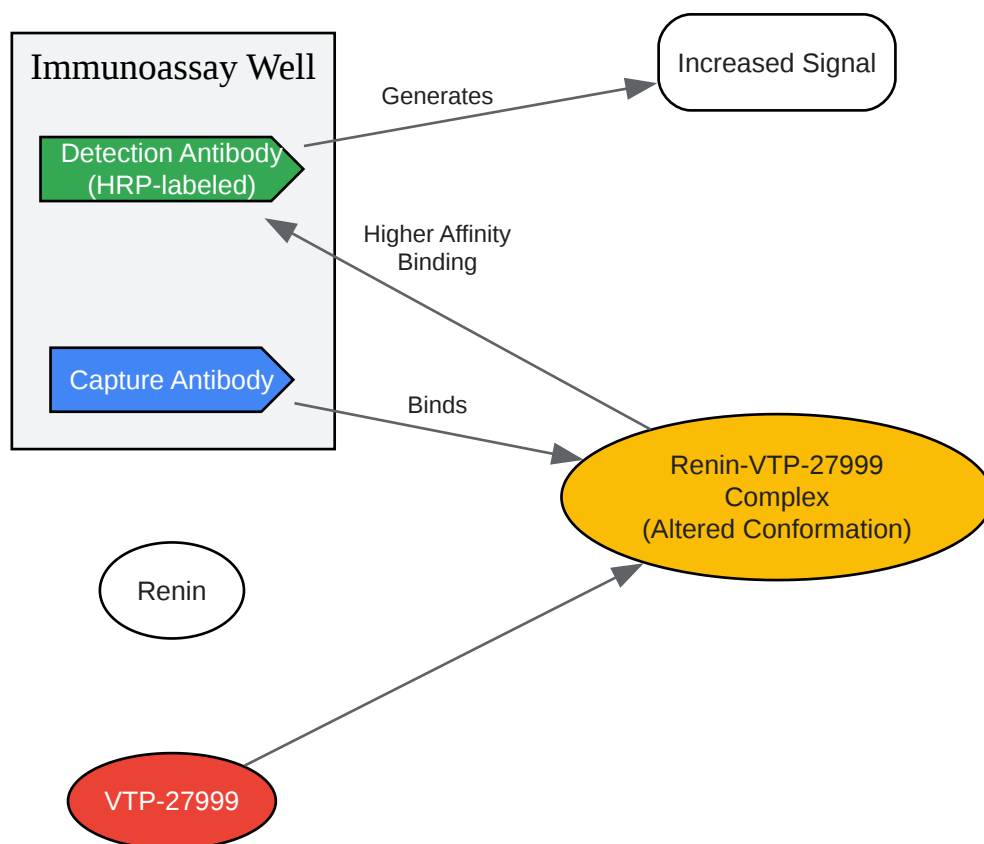 Immunoassay Well
Increased Signal
Generates
Detection Antibody
(HRP-labeled)
Higher Affinity
Binding
Capture Antibody
Binds
Renin-VTP-27999
Complex
(Altered Conformation)
Renin
VTP-27999